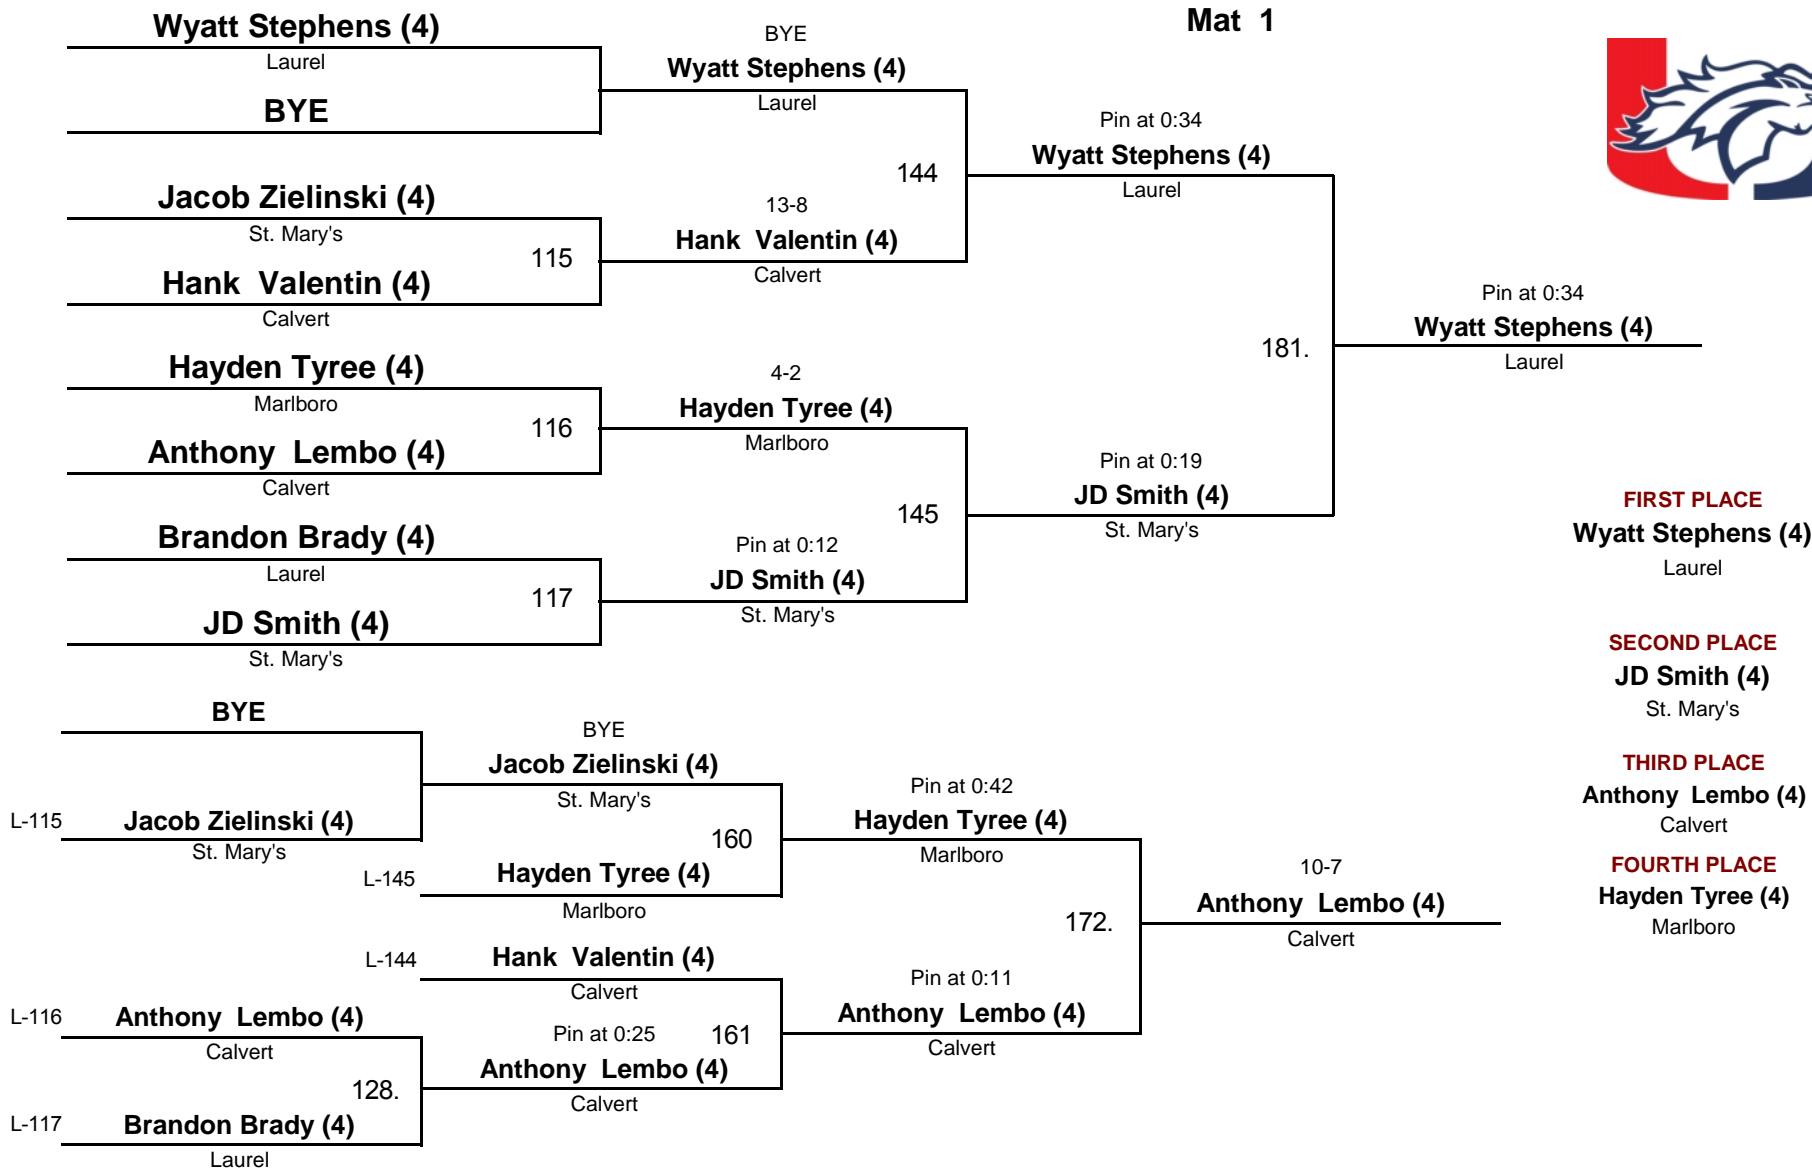 Mat 1
Wyatt Stephens (4)
Laurel
BYE
Jacob Zielinski (4)
St. Mary's
115
Hank Valentin (4)
Calvert
Hayden Tyree (4)
Marlboro
116
Anthony Lembo (4)
Calvert
Brandon Brady (4)
Laurel
117
JD Smith (4)
St. Mary's
BYE
Wyatt Stephens (4)
Laurel
144
13-8
Hank Valentin (4)
Calvert
4-2
Hayden Tyree (4)
Marlboro
145
Pin at 0:12
JD Smith (4)
St. Mary's
Pin at 0:34
Wyatt Stephens (4)
Laurel
181.
Pin at 0:19
JD Smith (4)
St. Mary's
Pin at 0:34
Wyatt Stephens (4)
Laurel
FIRST PLACE
Wyatt Stephens (4)
Laurel
SECOND PLACE
JD Smith (4)
St. Mary's
THIRD PLACE
Anthony Lembo (4)
Calvert
FOURTH PLACE
Hayden Tyree (4)
Marlboro
BYE
L-115
Jacob Zielinski (4)
St. Mary's
L-116
Anthony Lembo (4)
Calvert
128.
L-117
Brandon Brady (4)
Laurel
BYE
Jacob Zielinski (4)
St. Mary's
160
L-145
Hayden Tyree (4)
Marlboro
L-144
Hank Valentin (4)
Calvert
161
Pin at 0:25
Anthony Lembo (4)
Calvert
Pin at 0:42
Hayden Tyree (4)
Marlboro
172.
Pin at 0:11
Anthony Lembo (4)
Calvert
10-7
Anthony Lembo (4)
Calvert